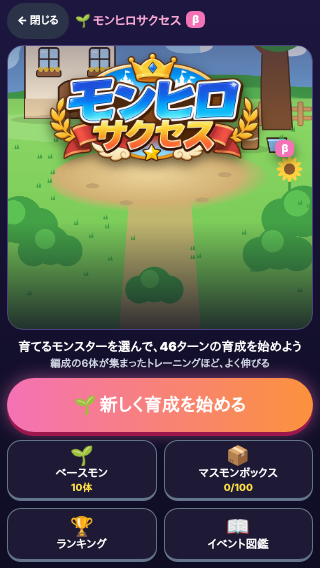 ← 閉じる
🌱 モンヒロサクセス β
モンヒロ
サクセス
β
育てるモンスターを選んで、46ターンの育成を始めよう
編成の6体が集まったトレーニングほど、よく伸びる
🌱 新しく育成を始める
ベースモン
10体
マスモンボックス
0/100
ランキング
イベント図鑑